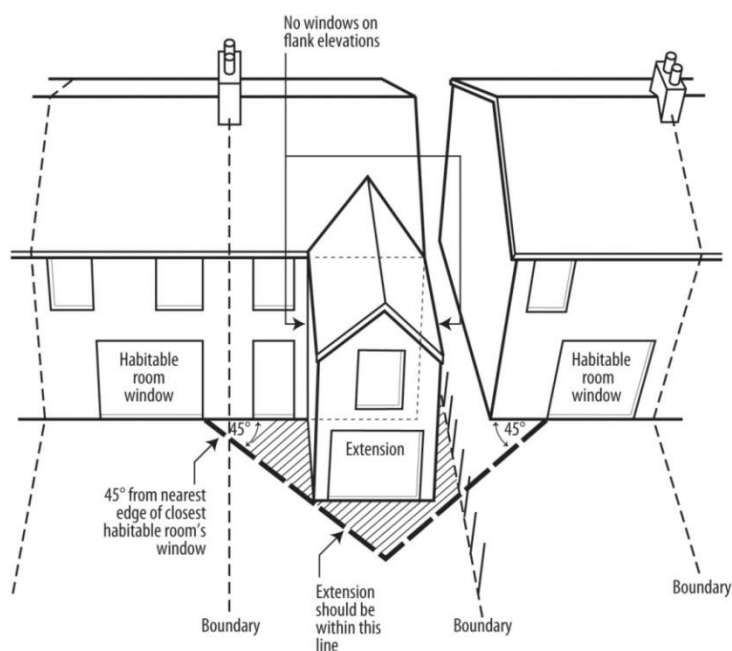 No windows on
flank elevations
Habitable
room
window
Habitable
room
window
45°
45°
Extension
45° from nearest
edge of closest
habitable room's
window
Extension
should be
within this
line
Boundary
Boundary
Boundary